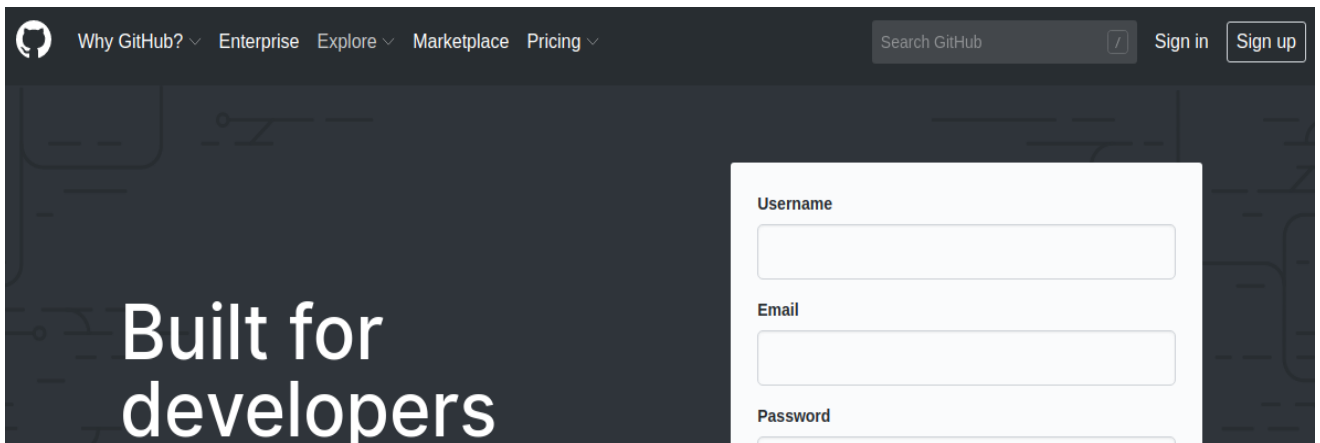 Why GitHub? Enterprise Explore Marketplace Pricing Search GitHub / Sign in Sign up
Username
Email
Built for
developers
Password